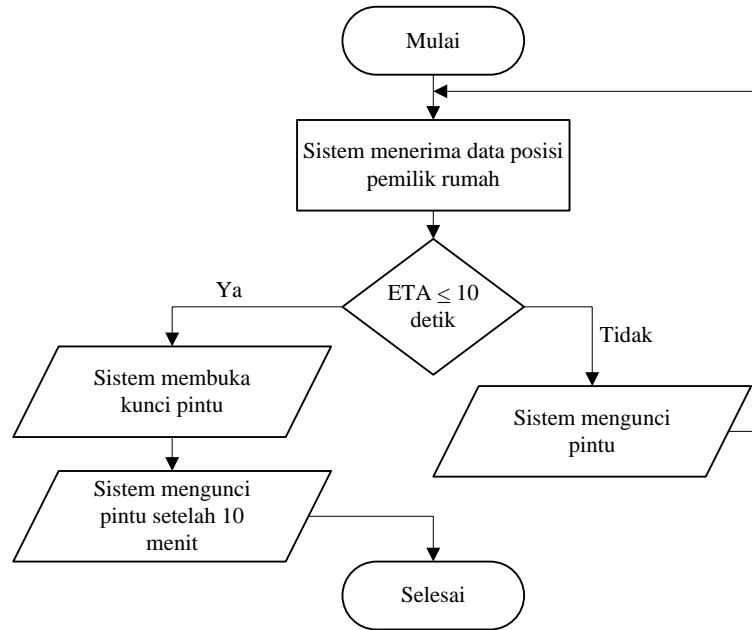 Mulai
Sistem menerima data posisi
pemilik rumah
ETA ≤ 10
detik
Ya
Tidak
Sistem membuka
kunci pintu
Sistem mengunci
pintu
Sistem mengunci
pintu setelah 10
menit
Selesai